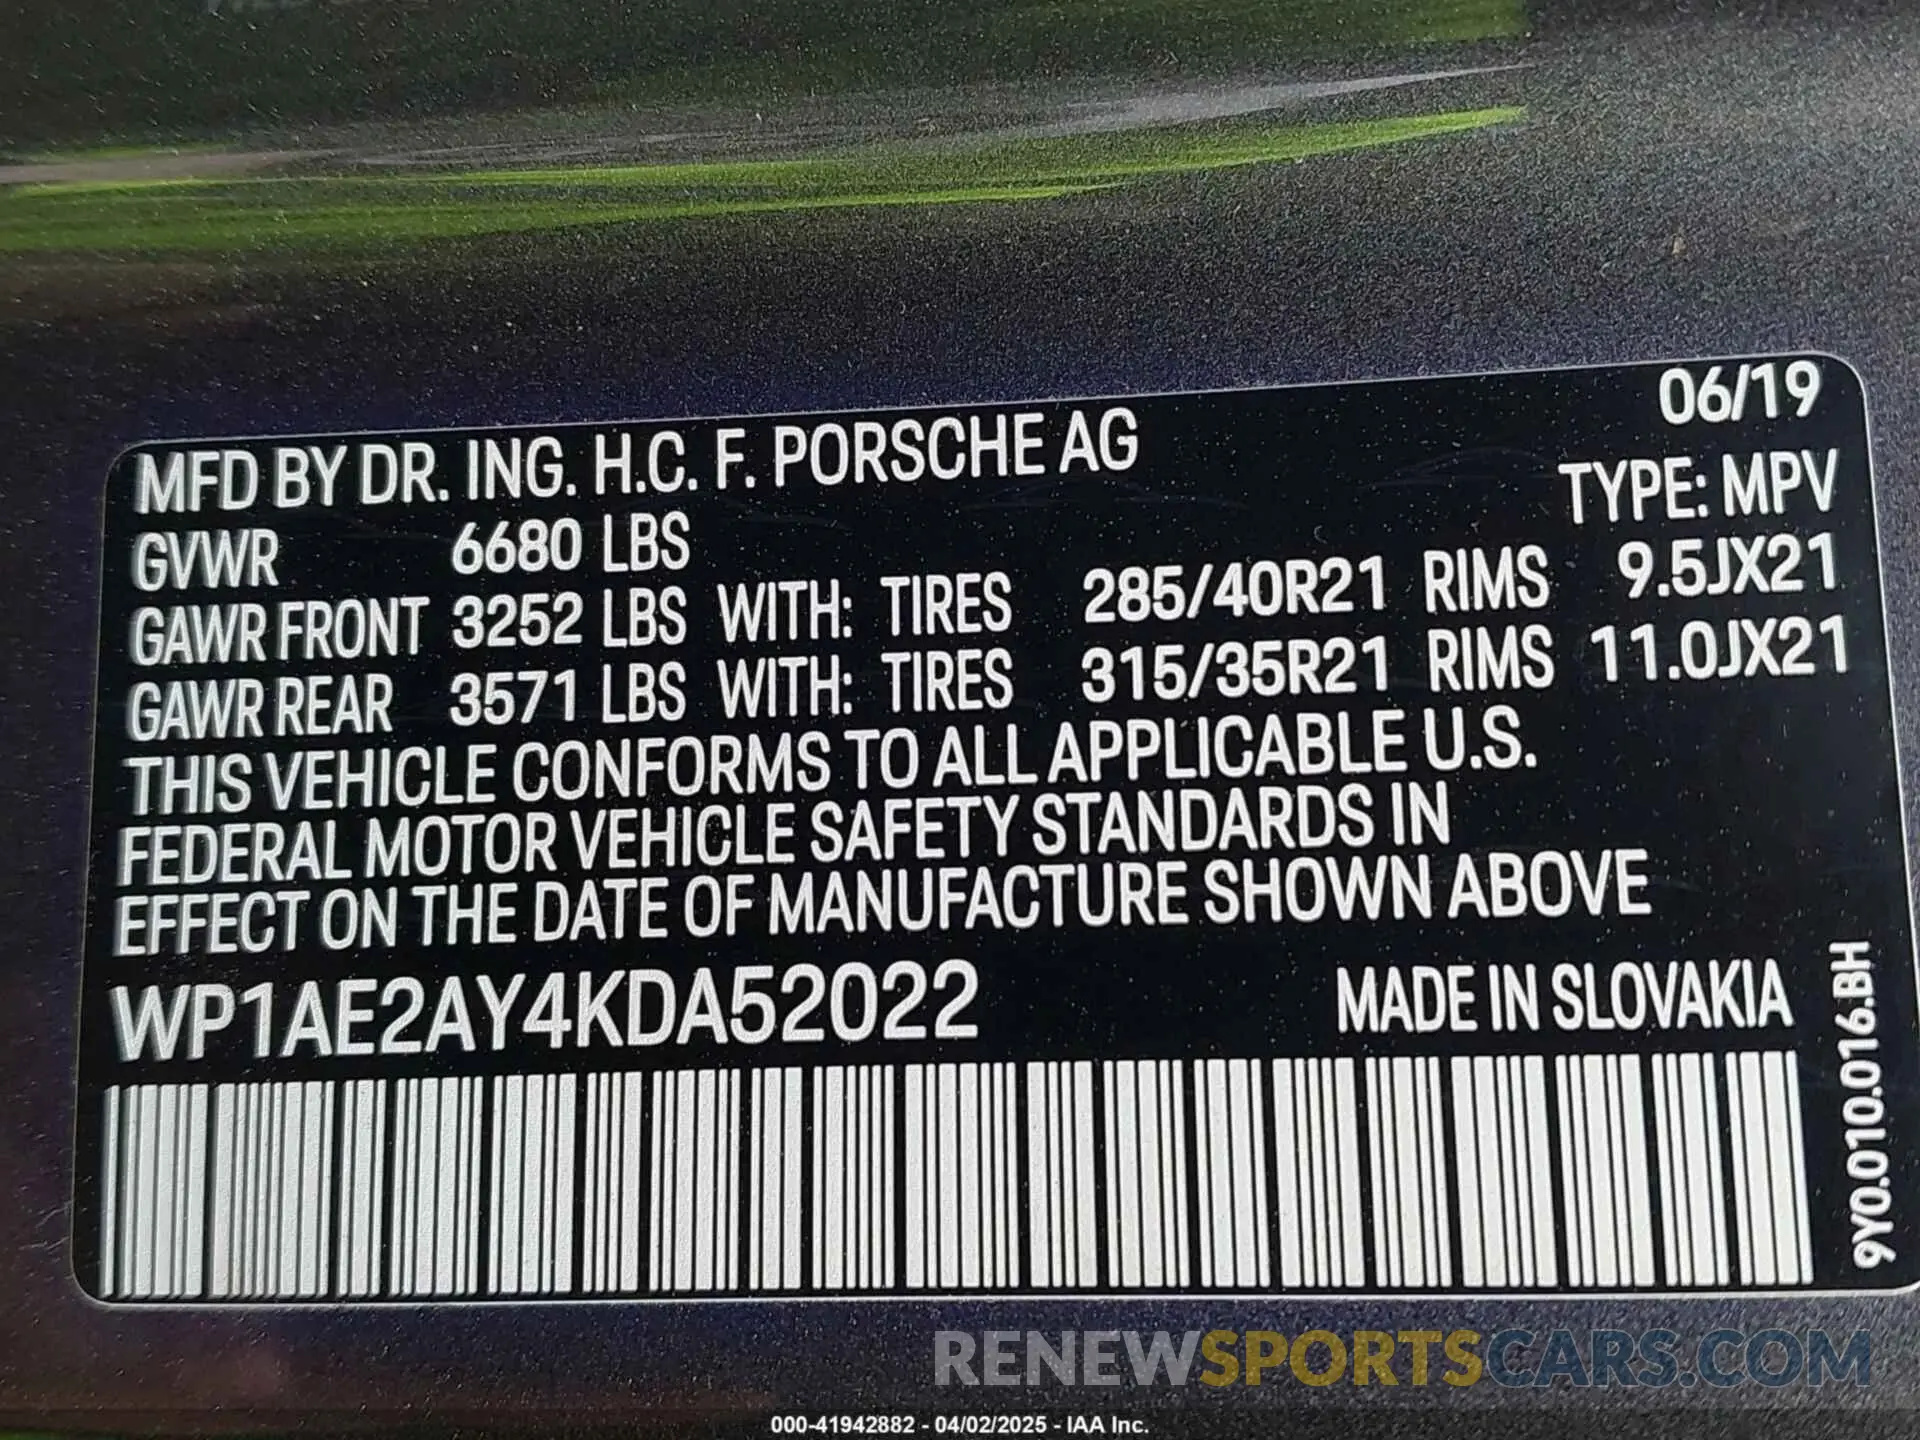 06/19
MFD BY DR. ING. H.C. F. PORSCHE AG
TYPE: MPV
GVWR 6680 LBS
GAWR FRONT 3252 LBS WITH: TIRES 285/40R21 RIMS 9.5JX21
GAWR REAR 3571 LBS WITH: TIRES 315/35R21 RIMS 11.0JX21
THIS VEHICLE CONFORMS TO ALL APPLICABLE U.S.
FEDERAL MOTOR VEHICLE SAFETY STANDARDS IN
EFFECT ON THE DATE OF MANUFACTURE SHOWN ABOVE
WP1AE2AY4KDA52022 MADE IN SLOVAKIA
9Y0.010.016.BH
RENEWSPORTSCARS.COM
000-41942882 - 04/02/2025 - IAA Inc.